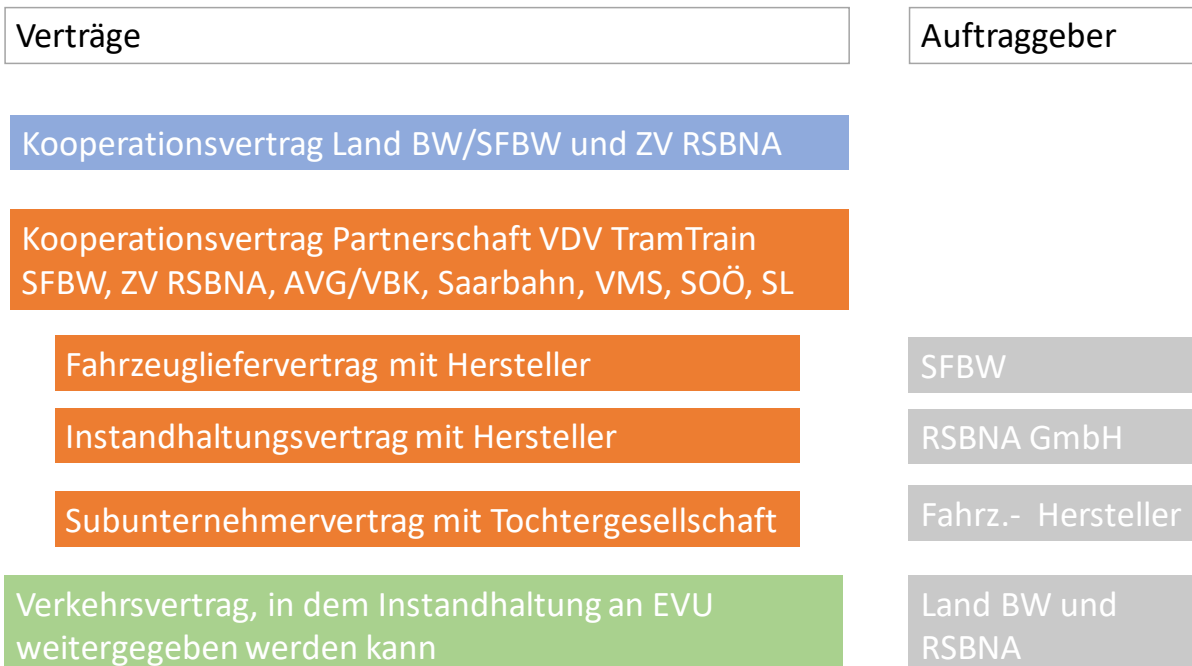 Verträge
Auftraggeber
Kooperationsvertrag Land BW/SFBW und ZV RSBNA
Kooperationsvertrag Partnerschaft VDV TramTrain
SFBW, ZV RSBNA, AVG/VBK, Saarbahn, VMS, SOÖ, SL
Fahrzeugliefervertrag mit Hersteller
SFBW
Instandhaltungsvertrag mit Hersteller
RSBNA GmbH
Subunternehmervertrag mit Tochtergesellschaft
Fahrz.- Hersteller
Verkehrsvertrag, in dem Instandhaltung an EVU
weitergegeben werden kann
Land BW und
RSBNA